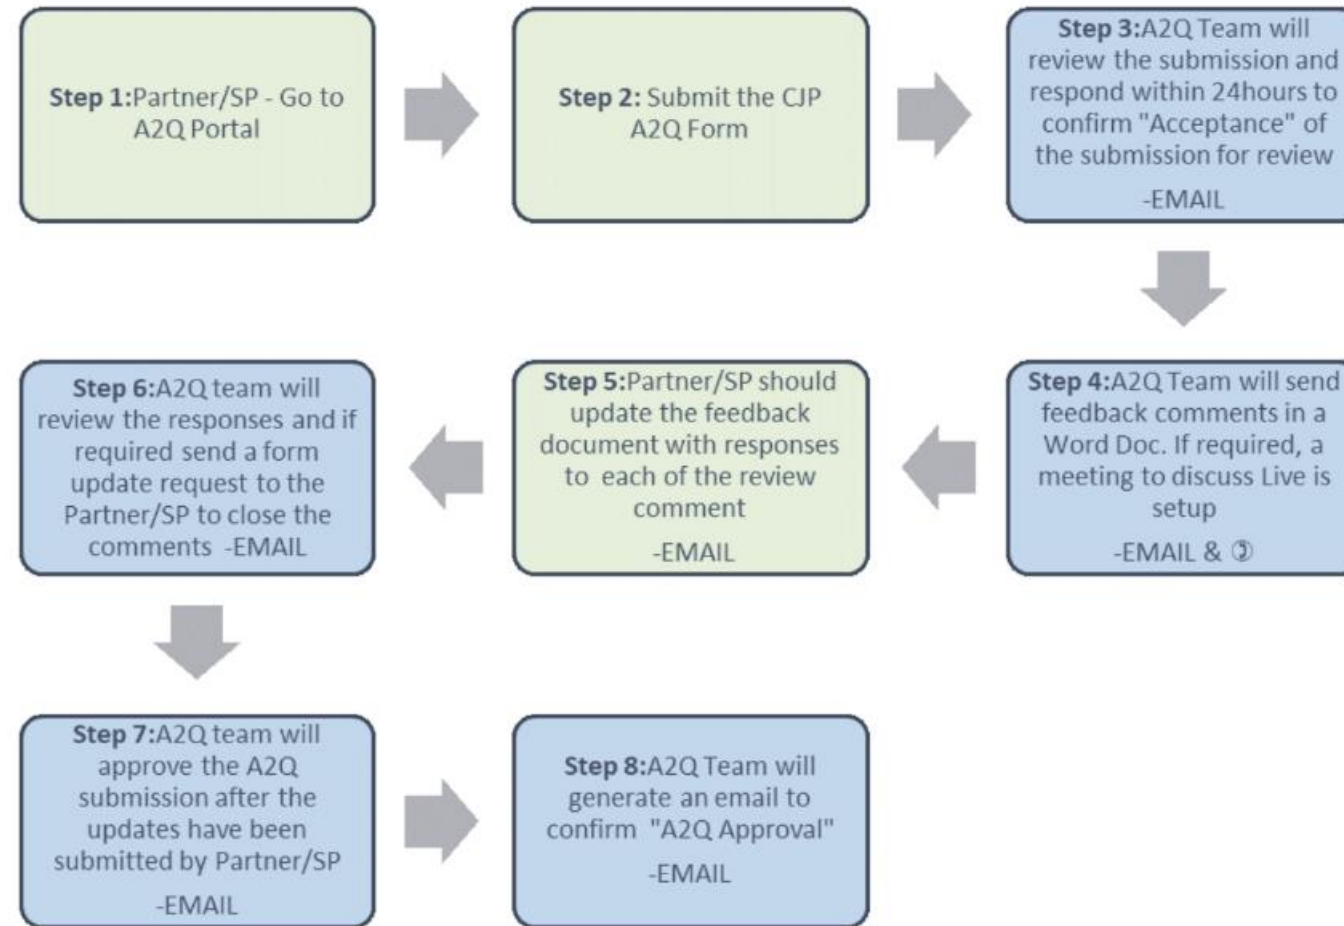 Step 1:Partner/SP - Go to
A2Q Portal
Step 2: Submit the CJP
A2Q Form
Step 3:A2Q Team will
review the submission and
respond within 24hours to
confirm "Acceptance" of
the submission for review
-EMAIL
Step 4:A2Q Team will send
feedback comments in a
Word Doc. If required, a
meeting to discuss Live is
setup
-EMAIL & ✆
Step 5:Partner/SP should
update the feedback
document with responses
to each of the review
comment
-EMAIL
Step 6:A2Q team will
review the responses and if
required send a form
update request to the
Partner/SP to close the
comments -EMAIL
Step 7:A2Q team will
approve the A2Q
submission after the
updates have been
submitted by Partner/SP
-EMAIL
Step 8:A2Q Team will
generate an email to
confirm "A2Q Approval"
-EMAIL